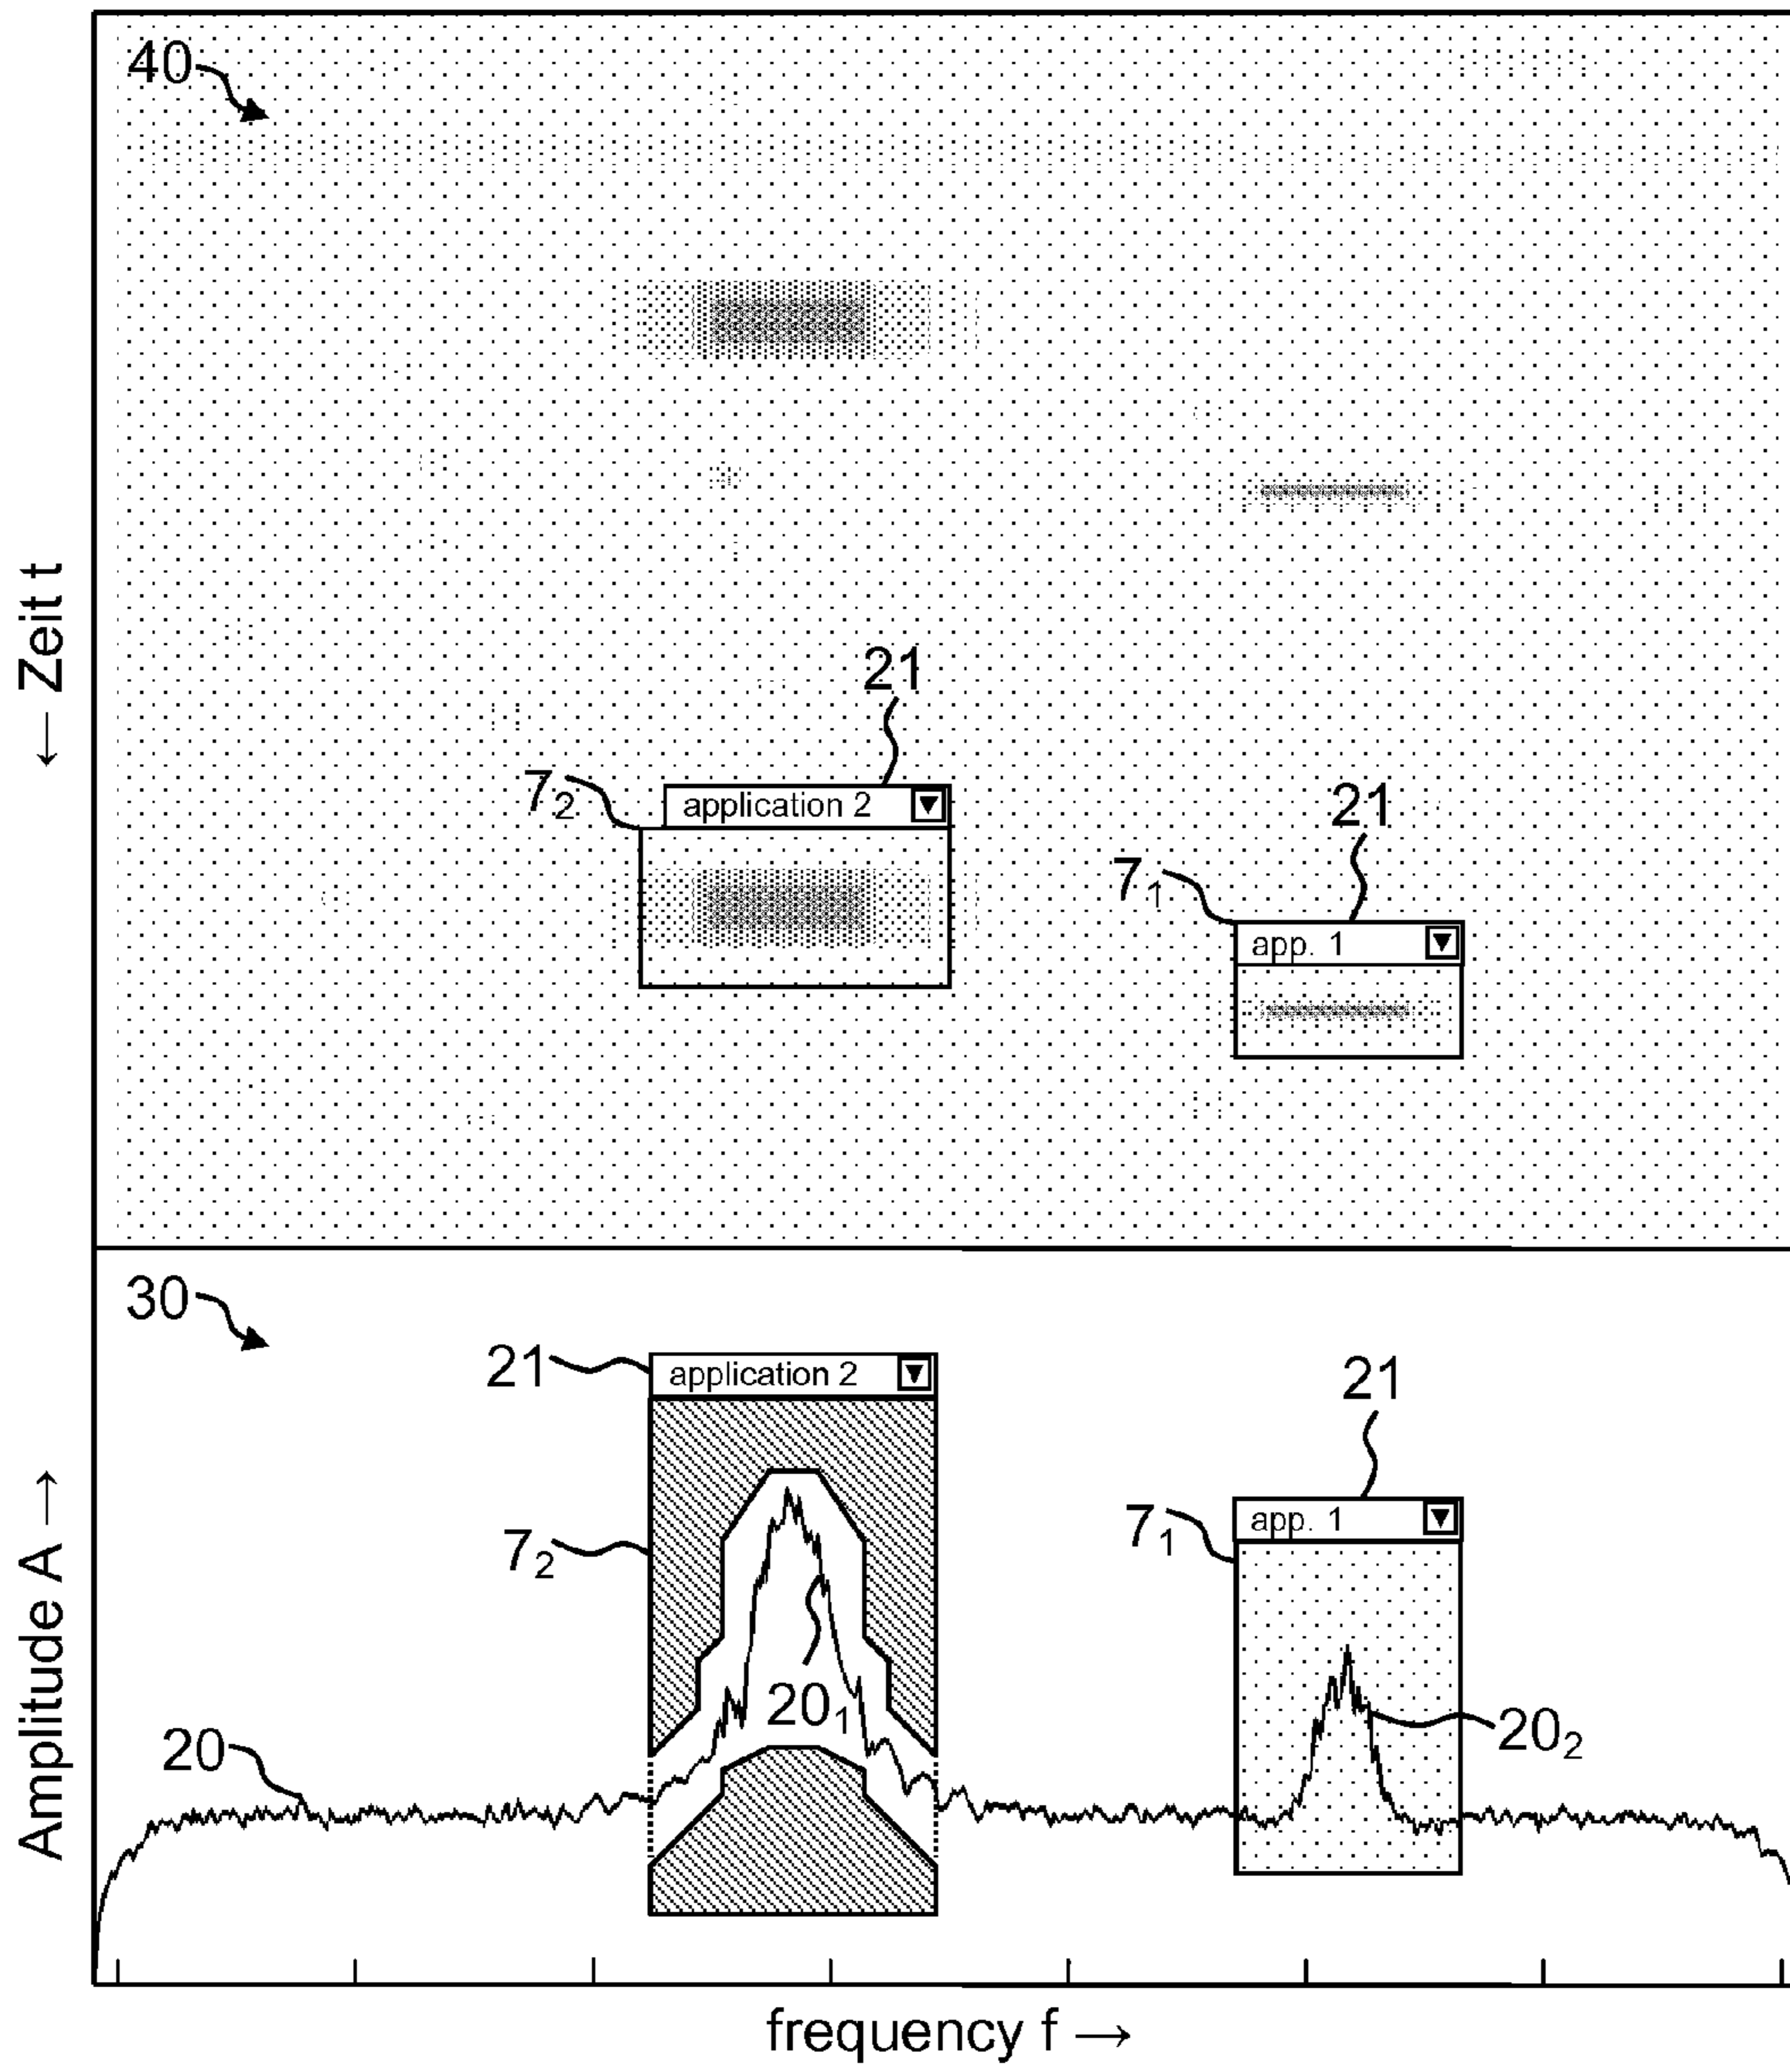 40
← Zeit t
21
7₂
application 2
21
7₁
app. 1
30
21
application 2
21
7₁
app. 1
7₂
20₁
20₂
20
Amplitude A →
frequency f →